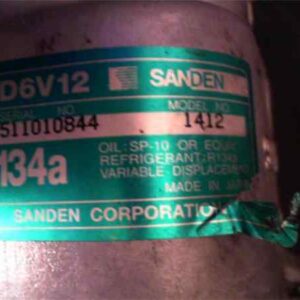 D6V12 SANDEN
SERIAL NO. MODEL NO.
511010844 1412
OIL: SP-10 OR EQUIV
134a REFRIGERANT: R134a
VARIABLE DISPLACEMENT
MADE IN JAPAN
SANDEN CORPORATION